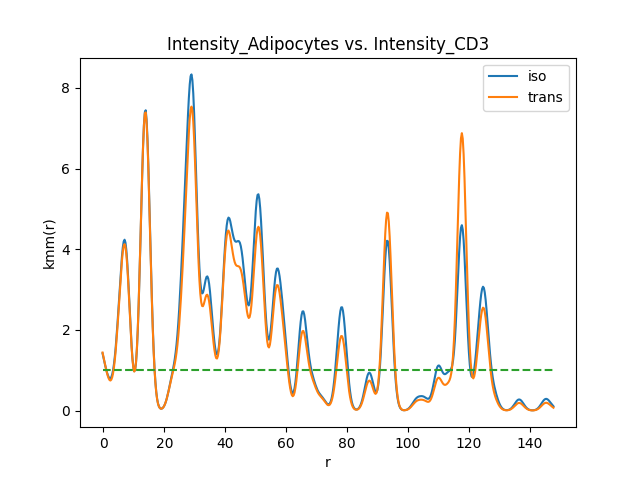 Intensity_Adipocytes vs. Intensity_CD3
iso
trans
kmm(r)
8
6
4
2
0
0 20 40 60 80 100 120 140
r